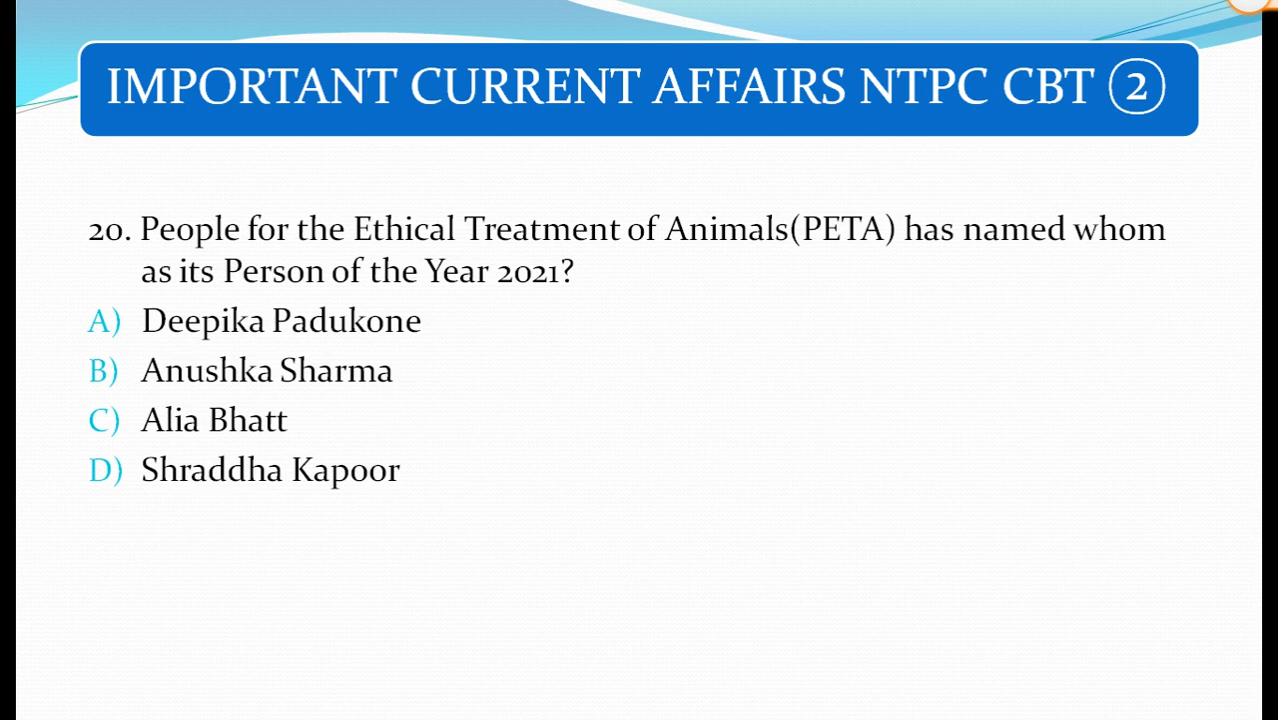 IMPORTANT CURRENT AFFAIRS NTPC CBT ②
20. People for the Ethical Treatment of Animals(PETA) has named whom
as its Person of the Year 2021?
A) Deepika Padukone
B) Anushka Sharma
C) Alia Bhatt
D) Shraddha Kapoor